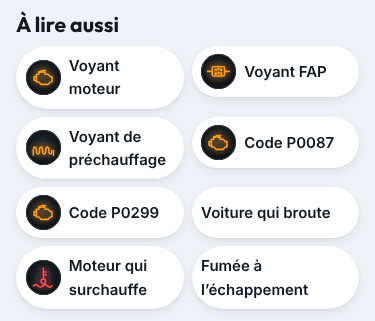 À lire aussi
Voyant
moteur
Voyant FAP
Voyant de
préchauffage
Code P0087
Code P0299
Voiture qui broute
Moteur qui
surchauffe
Fumée à
l’échappement